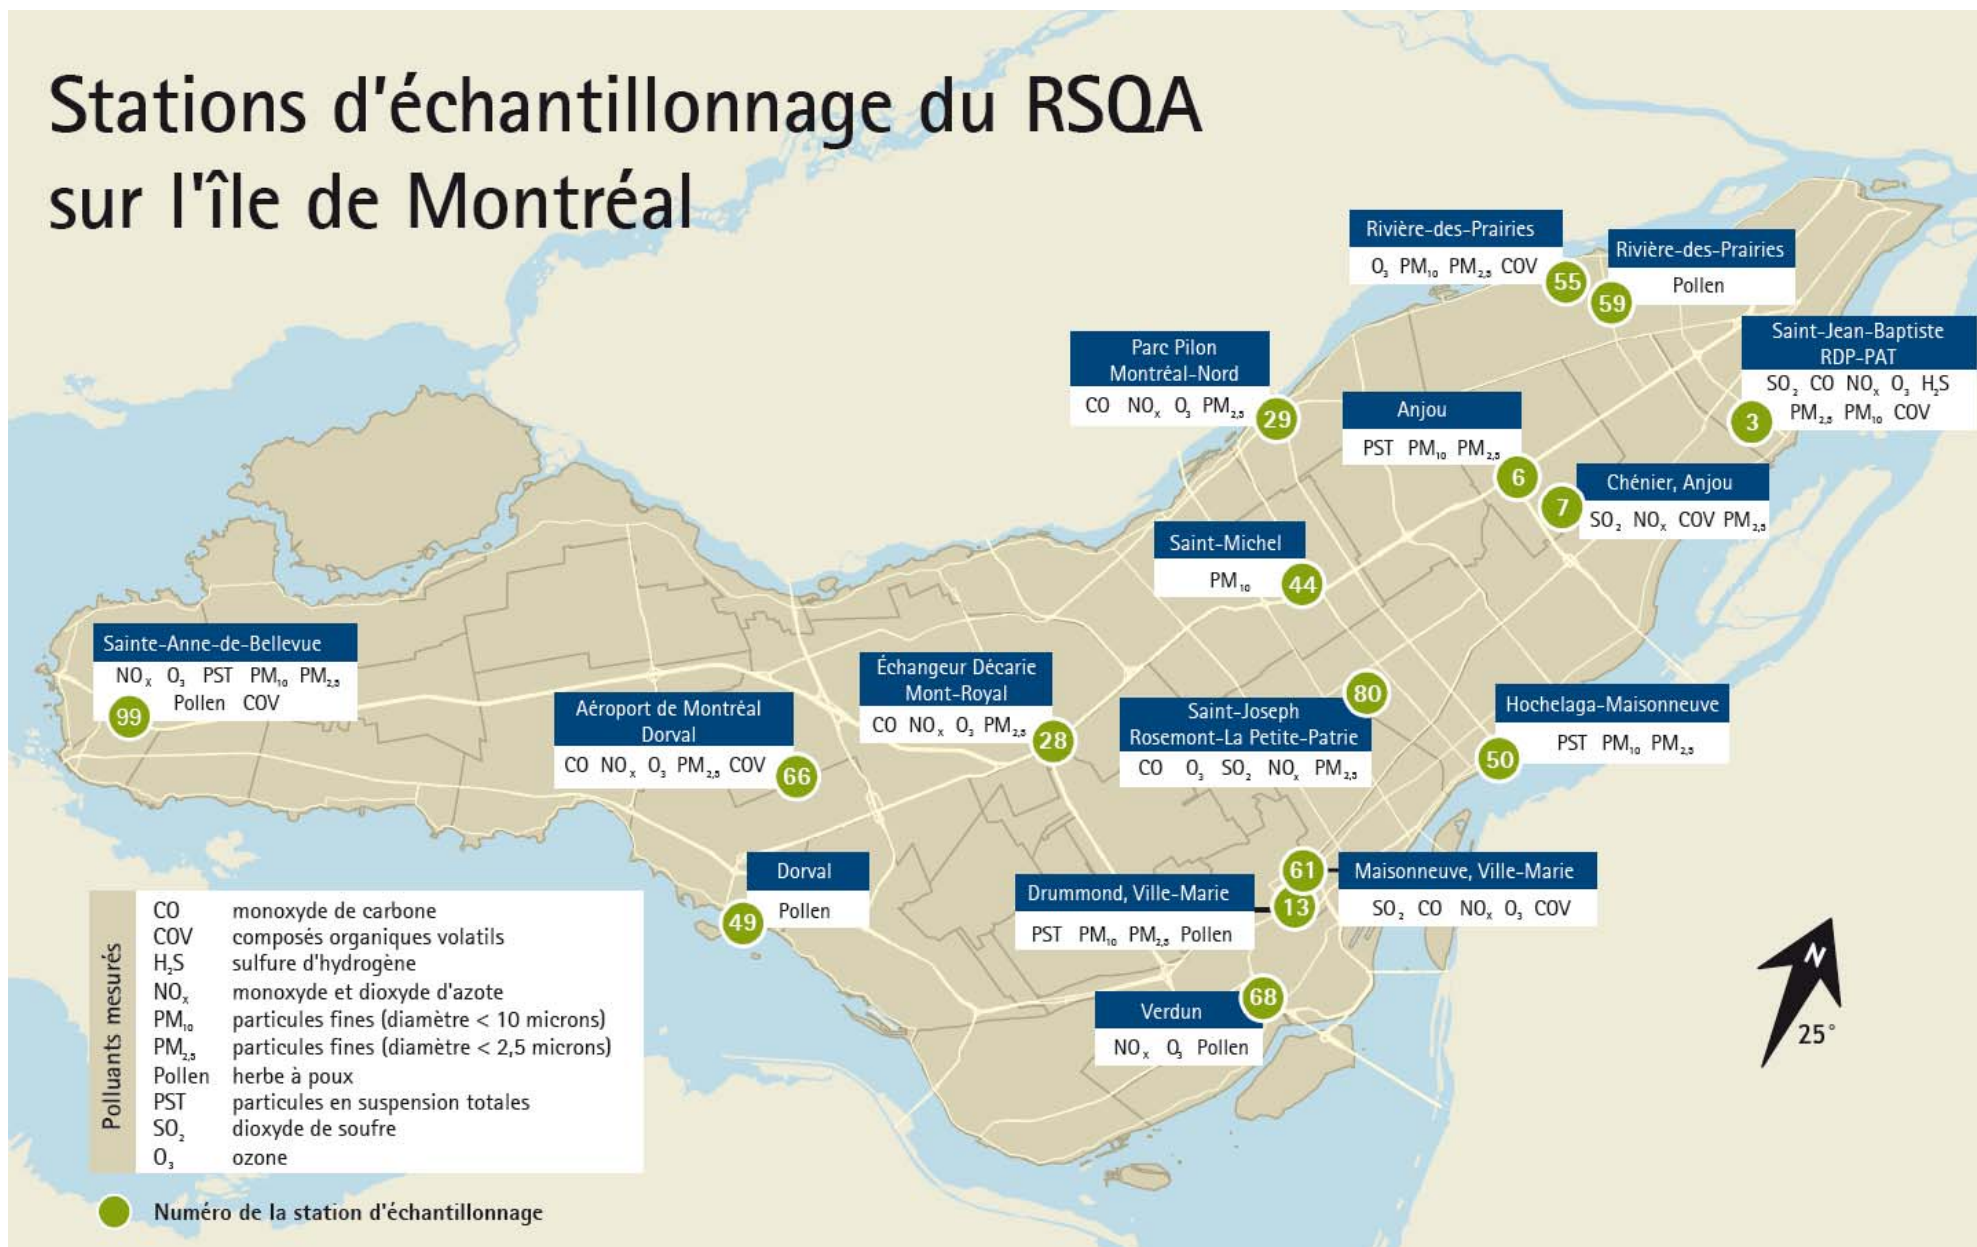 Stations d'échantillonnage du RSQA
sur l'île de Montréal
Rivière-des-Prairies
O₃ PM₁₀ PM₂,₅ COV
55
Rivière-des-Prairies
Pollen
59
Saint-Jean-Baptiste
RDP-PAT
SO₂ CO NOₓ O₃ H₂S
PM₂,₅ PM₁₀ COV
3
Parc Pilon
Montréal-Nord
CO NOₓ O₃ PM₂,₅
29
Anjou
PST PM₁₀ PM₂,₅
6
Chénier, Anjou
SO₂ NOₓ COV PM₂,₅
7
Saint-Michel
PM₁₀
44
Sainte-Anne-de-Bellevue
NOₓ O₃ PST PM₁₀ PM₂,₅
Pollen COV
99
Aéroport de Montréal
Dorval
CO NOₓ O₃ PM₂,₅ COV
66
Échangeur Décarie
Mont-Royal
CO NOₓ O₃ PM₂,₅
28
80
Saint-Joseph
Rosemont-La Petite-Patrie
CO O₃ SO₂ NOₓ PM₂,₅
Hochelaga-Maisonneuve
PST PM₁₀ PM₂,₅
50
Dorval
Pollen
49
Drummond, Ville-Marie
PST PM₁₀ PM₂,₅ Pollen
13
61
Maisonneuve, Ville-Marie
SO₂ CO NOₓ O₃ COV
68
Verdun
NOₓ O₃ Pollen
N
25°
Polluants mesurés
CO monoxyde de carbone
COV composés organiques volatils
H₂S sulfure d'hydrogène
NOₓ monoxyde et dioxyde d'azote
PM₁₀ particules fines (diamètre < 10 microns)
PM₂,₅ particules fines (diamètre < 2,5 microns)
Pollen herbe à poux
PST particules en suspension totales
SO₂ dioxyde de soufre
O₃ ozone
Numéro de la station d'échantillonnage